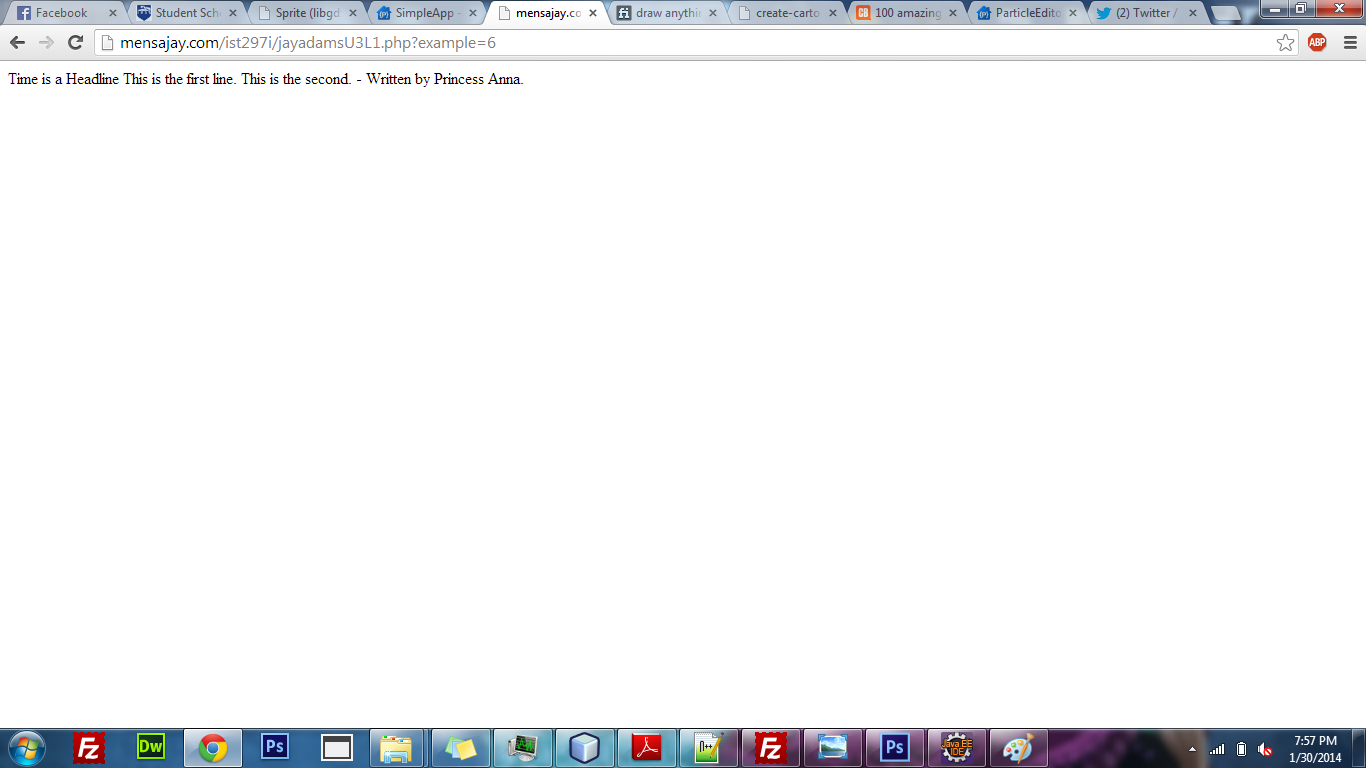 Facebook
Student Sch
Sprite (libgd
SimpleApp -
mensajay.co
draw anythin
create-carto
CB 100 amazing
ParticleEdito
(2) Twitter /
mensajay.com/ist297i/jayadamsU3L1.php?example=6
ABP
Time is a Headline This is the first line. This is the second. - Written by Princess Anna.
Fz
Dw
Ps
Fz
Ps
Java EE
IDE
7:57 PM
1/30/2014